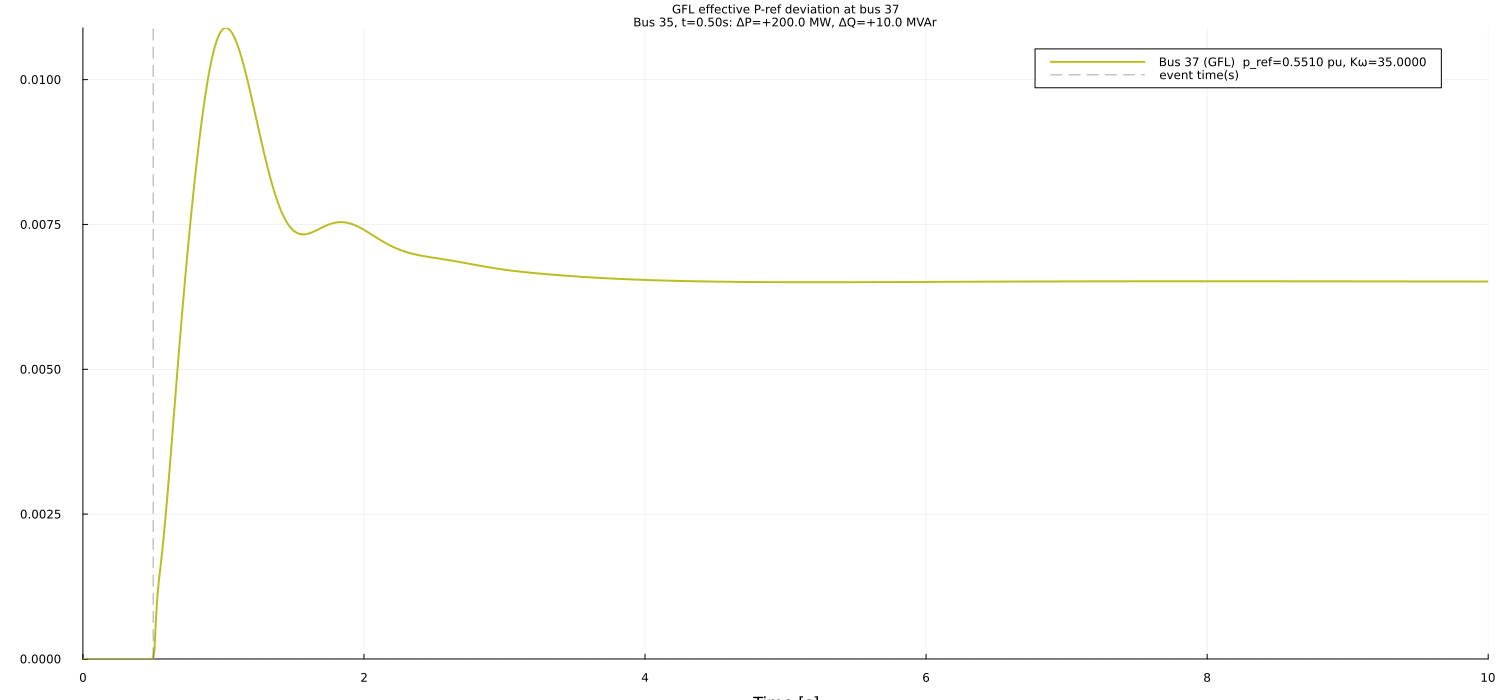 GFL effective P-ref deviation at bus 37
Bus 35, t=0.50s: ΔP=+200.0 MW, ΔQ=+10.0 MVAr
Bus 37 (GFL) p_ref=0.5510 pu, Kω=35.0000
event time(s)
0.0100
0.0075
0.0050
0.0025
0.0000
0 2 4 6 8 10
Time [s]